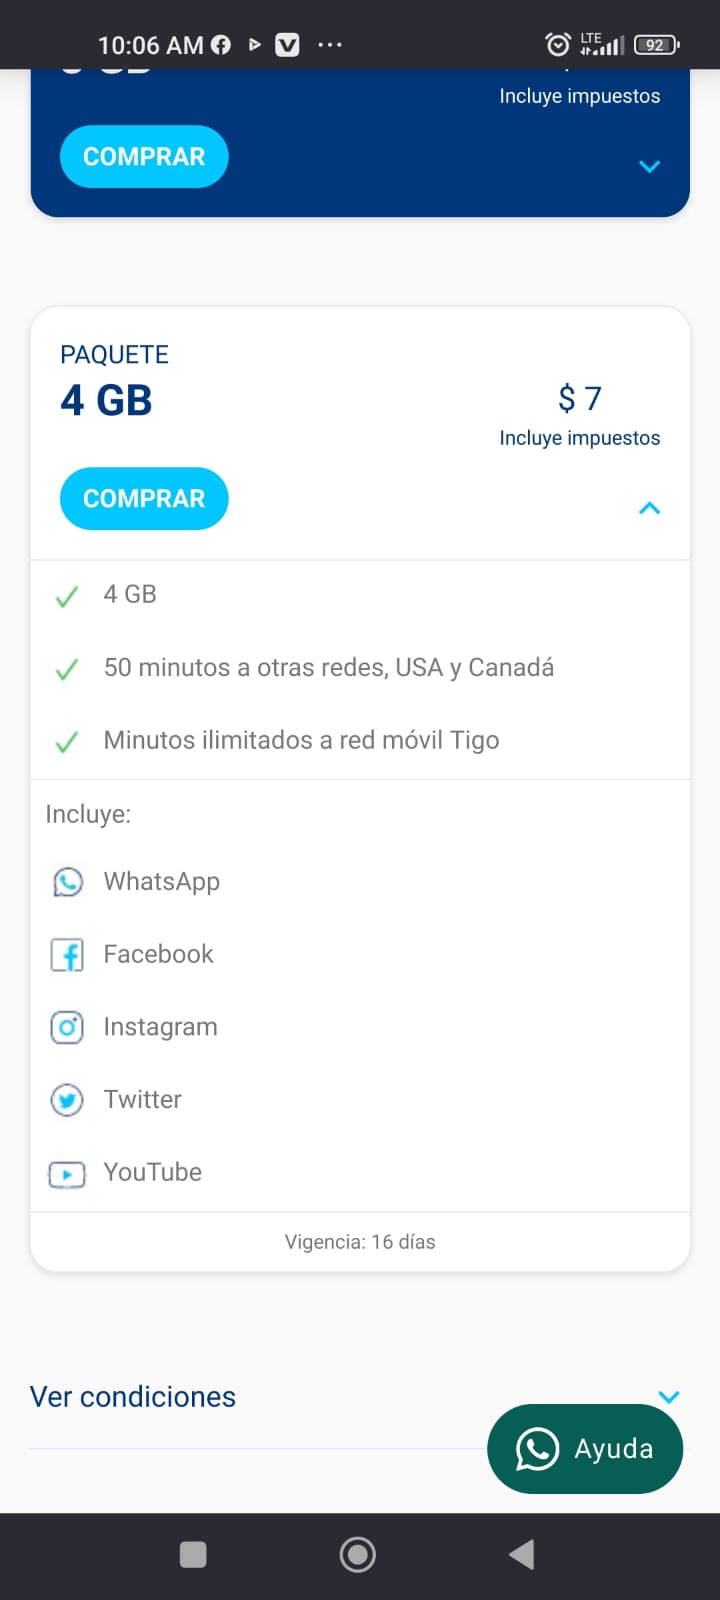 10:06 AM
LTE
92
Incluye impuestos
COMPRAR
PAQUETE
4 GB
$ 7
Incluye impuestos
COMPRAR
4 GB
50 minutos a otras redes, USA y Canadá
Minutos ilimitados a red móvil Tigo
Incluye:
WhatsApp
Facebook
Instagram
Twitter
YouTube
Vigencia: 16 días
Ver condiciones
Ayuda